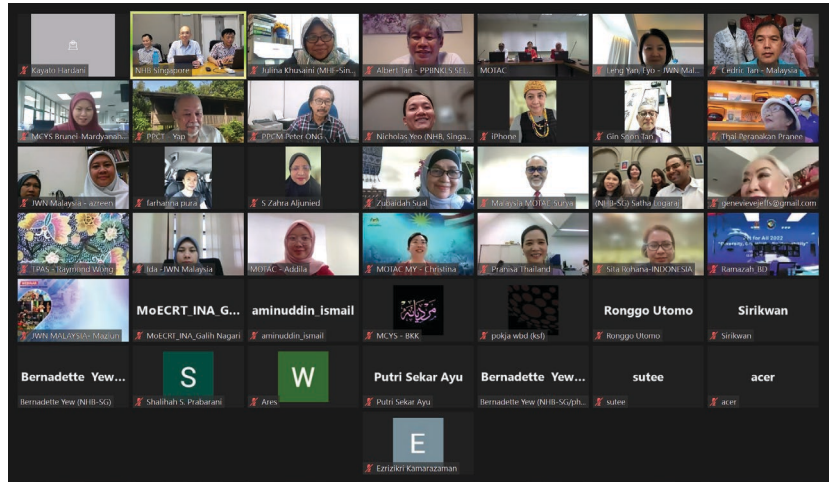 Kayato Hardani
NHB Singapore
Julina Khusaini (MHF-Sin...
Albert Tan - PPBNKLS SEL...
MOTAC
Leng Yan, Eyo - JWN Mal...
Cedric Tan - Malaysia
MCYS Brunei-Mardyanah...
PPCT - Yap
PPCM Peter ONG
Nicholas Yeo (NHB, Singa...
iPhone
Gin Soon Tan
Thai Peranakan Pranee
JWN Malaysia - azreen
farhanna pura
S Zahra Aljunied
Zubaidah Sual
Malaysia MOTAC-Surya
(NHB-SG) Satha Logaraj
genevievejeffs@gmail.com
TPAS - Raymond Wong
Ida - JWN Malaysia
MOTAC - Addila
MOTAC MY - Christina
Pranisa Thailand
Sita Rohana-INDONESIA
Ramazah_BD
JWN MALAYSIA- Maziun
MoECRT_INA_G...
MoECRT_INA_Galih Nagari
aminuddin_ismail
aminuddin_ismail
MCYS - BKK
pokja wbd (ksf)
Ronggo Utomo
Ronggo Utomo
Sirikwan
Sirikwan
Bernadette Yew...
Bernadette Yew (NHB-SG)
S
Shalihah S. Prabarani
W
Ares
Putri Sekar Ayu
Putri Sekar Ayu
Bernadette Yew...
Bernadette Yew (NHB-SG/ph...
sutee
sutee
acer
acer
E
Ezrizikri Kamarazaman